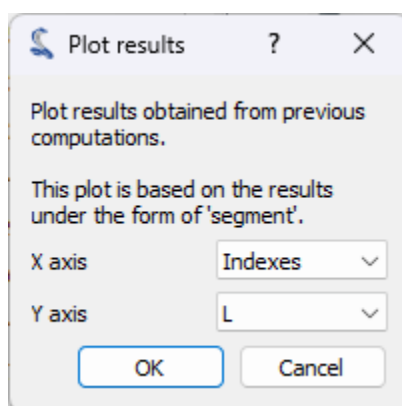 Plot results ?
Plot results obtained from previous
computations.
This plot is based on the results
under the form of 'segment'.
X axis Indexes
Y axis L
OK Cancel